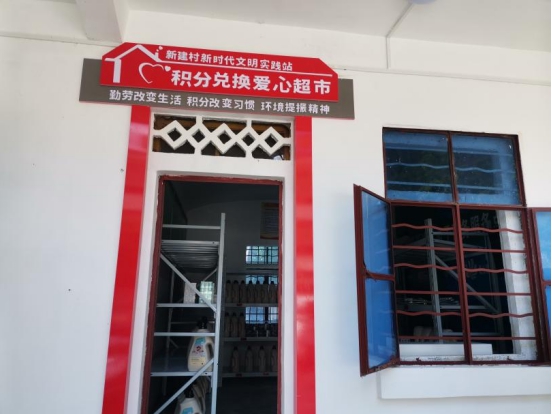 新建村新时代文明实践站
积分兑换爱心超市
勤劳改变生活 积分改变习惯 环境提振精神